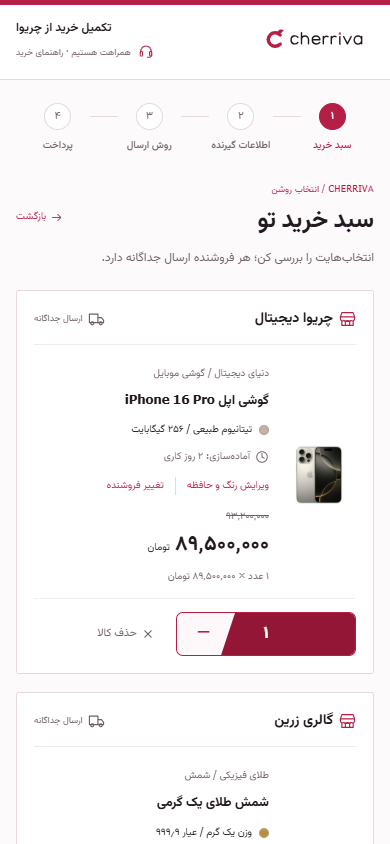 cherriva
تکمیل خرید از چریوا
همراهت هستیم · راهنمای خرید
۱ ۲ ۳ ۴
سبد خرید اطلاعات گیرنده روش ارسال پرداخت
CHERRIVA / انتخاب روشن
سبد خرید تو
بازگشت
انتخاب‌هایت را بررسی کن؛ هر فروشنده ارسال جداگانه دارد.
چریوا دیجیتال
ارسال جداگانه
دنیای دیجیتال / گوشی موبایل
گوشی اپل iPhone 16 Pro
تیتانیوم طبیعی / ۲۵۶ گیگابایت
آماده‌سازی: ۲ روز کاری
ویرایش رنگ و حافظه تغییر فروشنده
۹۳,۲۰۰,۰۰۰
۸۹,۵۰۰,۰۰۰ تومان
۱ عدد × ۸۹,۵۰۰,۰۰۰ تومان
۱ −
حذف کالا
گالری زرین
ارسال جداگانه
طلای فیزیکی / شمش
شمش طلای یک گرمی
وزن یک گرم / عیار ۹۹۹٫۹